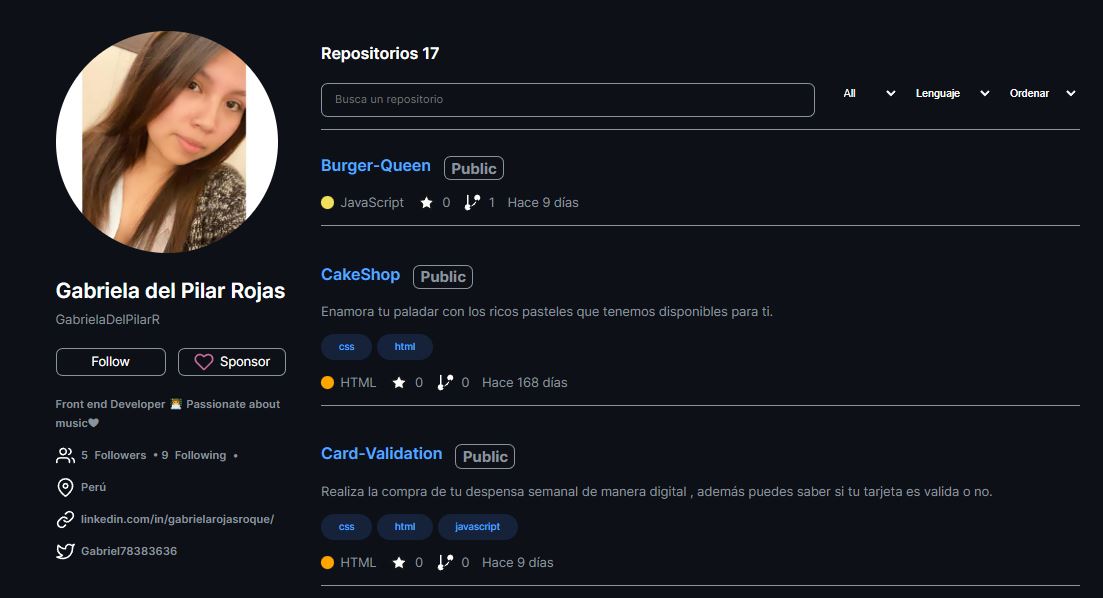 Gabriela del Pilar Rojas
GabrielaDelPilarR
Follow
Sponsor
Front end Developer 👩‍💻 Passionate about
music🖤
5 Followers • 9 Following •
Perú
linkedin.com/in/gabrielarojasroque/
Gabriel78383636
Repositorios 17
Busca un repositorio
All
Lenguaje
Ordenar
Burger-Queen Public
JavaScript 0 1 Hace 9 días
CakeShop Public
Enamora tu paladar con los ricos pasteles que tenemos disponibles para ti.
css html
HTML 0 0 Hace 168 días
Card-Validation Public
Realiza la compra de tu despensa semanal de manera digital , además puedes saber si tu tarjeta es valida o no.
css html javascript
HTML 0 0 Hace 9 días